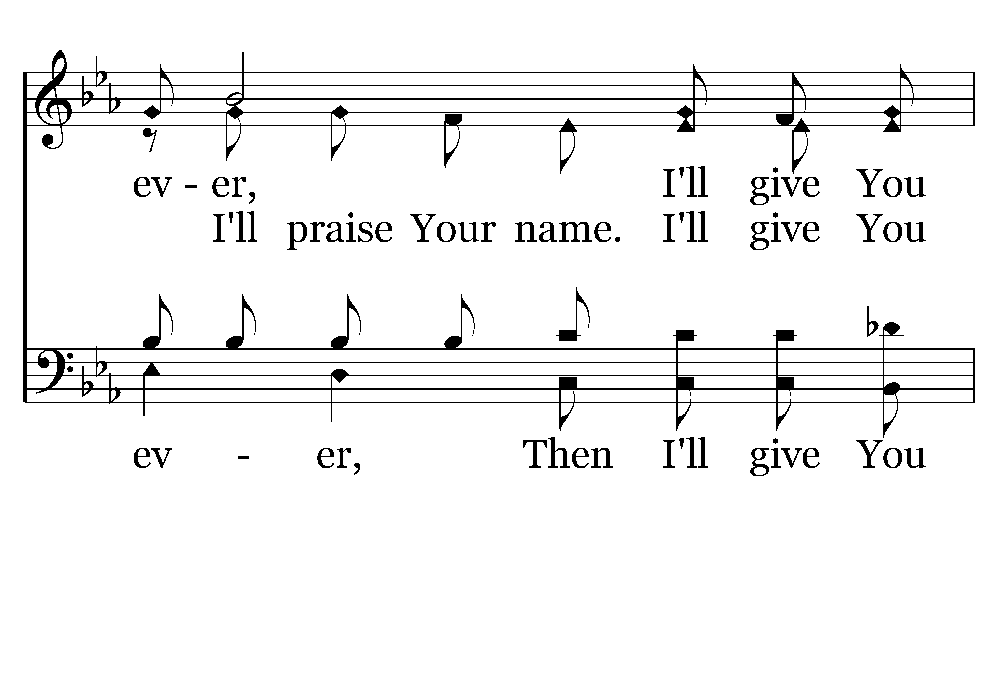 ev - er, I'll give You
I'll praise Your name. I'll give You
ev - er, Then I'll give You